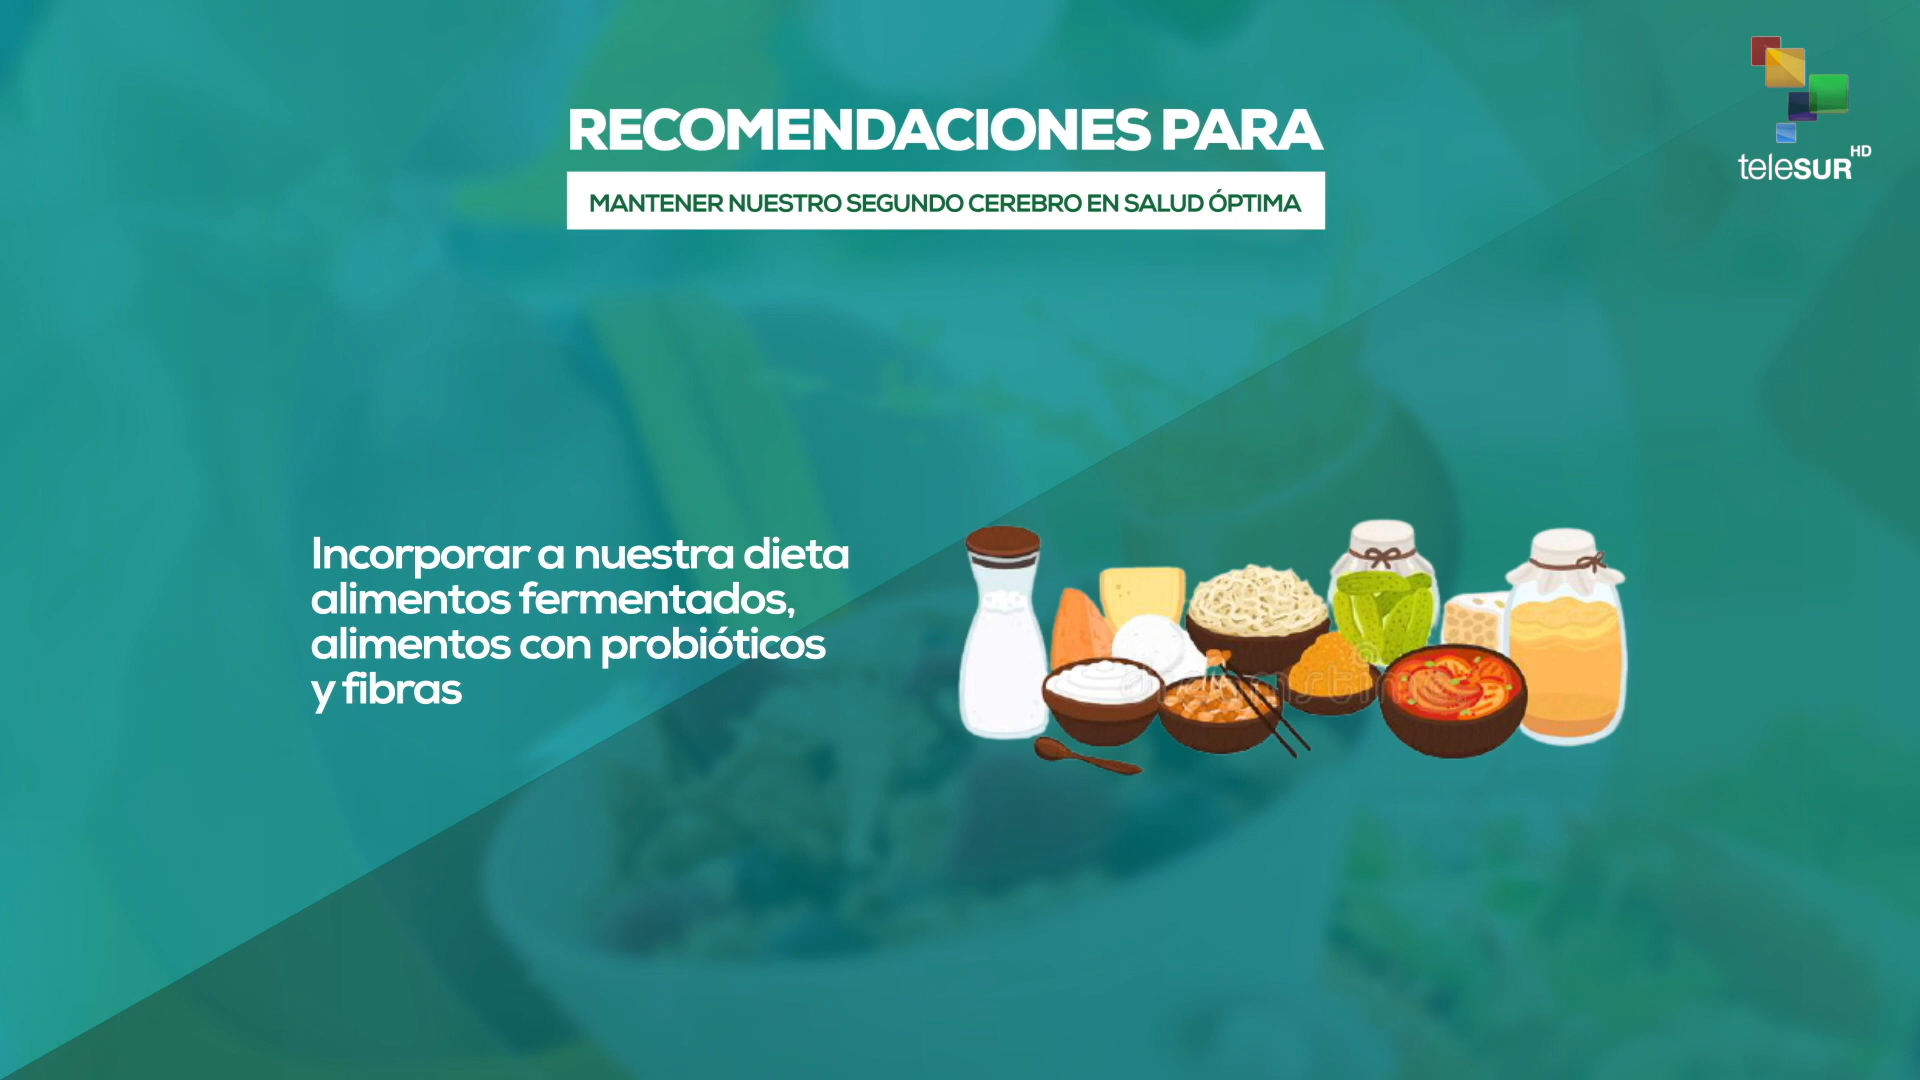 RECOMENDACIONES PARA
MANTENER NUESTRO SEGUNDO CEREBRO EN SALUD ÓPTIMA
teleSUR HD
Incorporar a nuestra dieta
alimentos fermentados,
alimentos con probióticos
y fibras